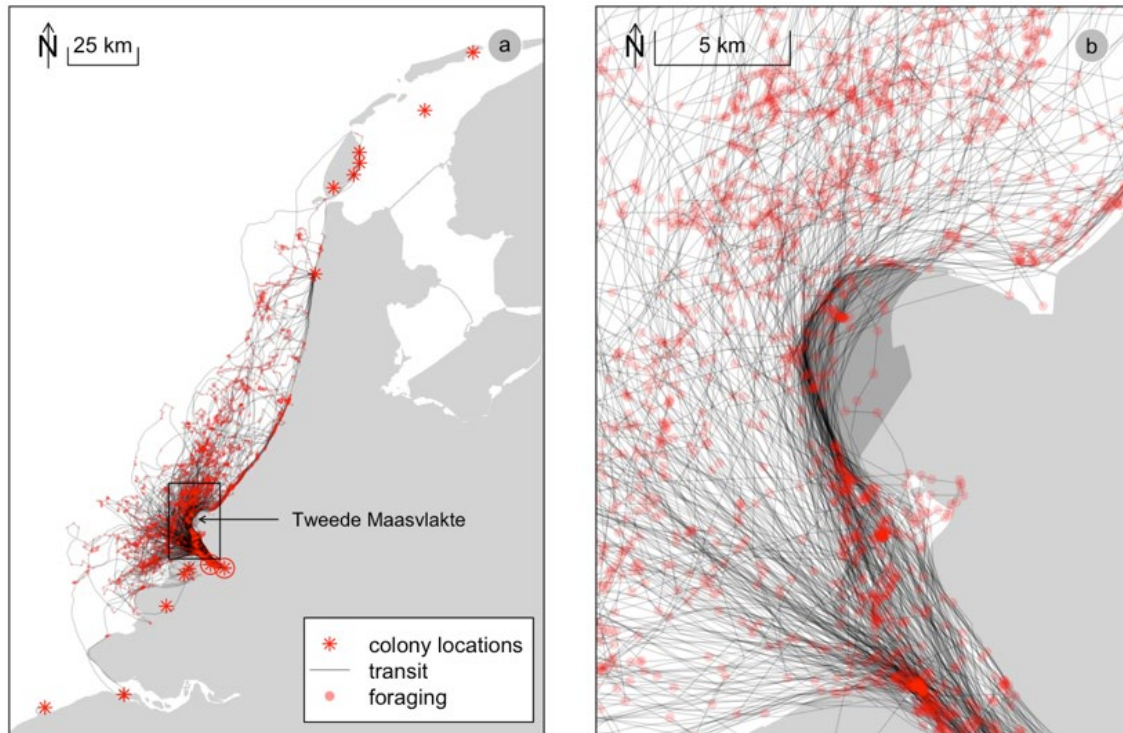 N
25 km
a
Tweede Maasvlakte
colony locations
transit
foraging
N
5 km
b